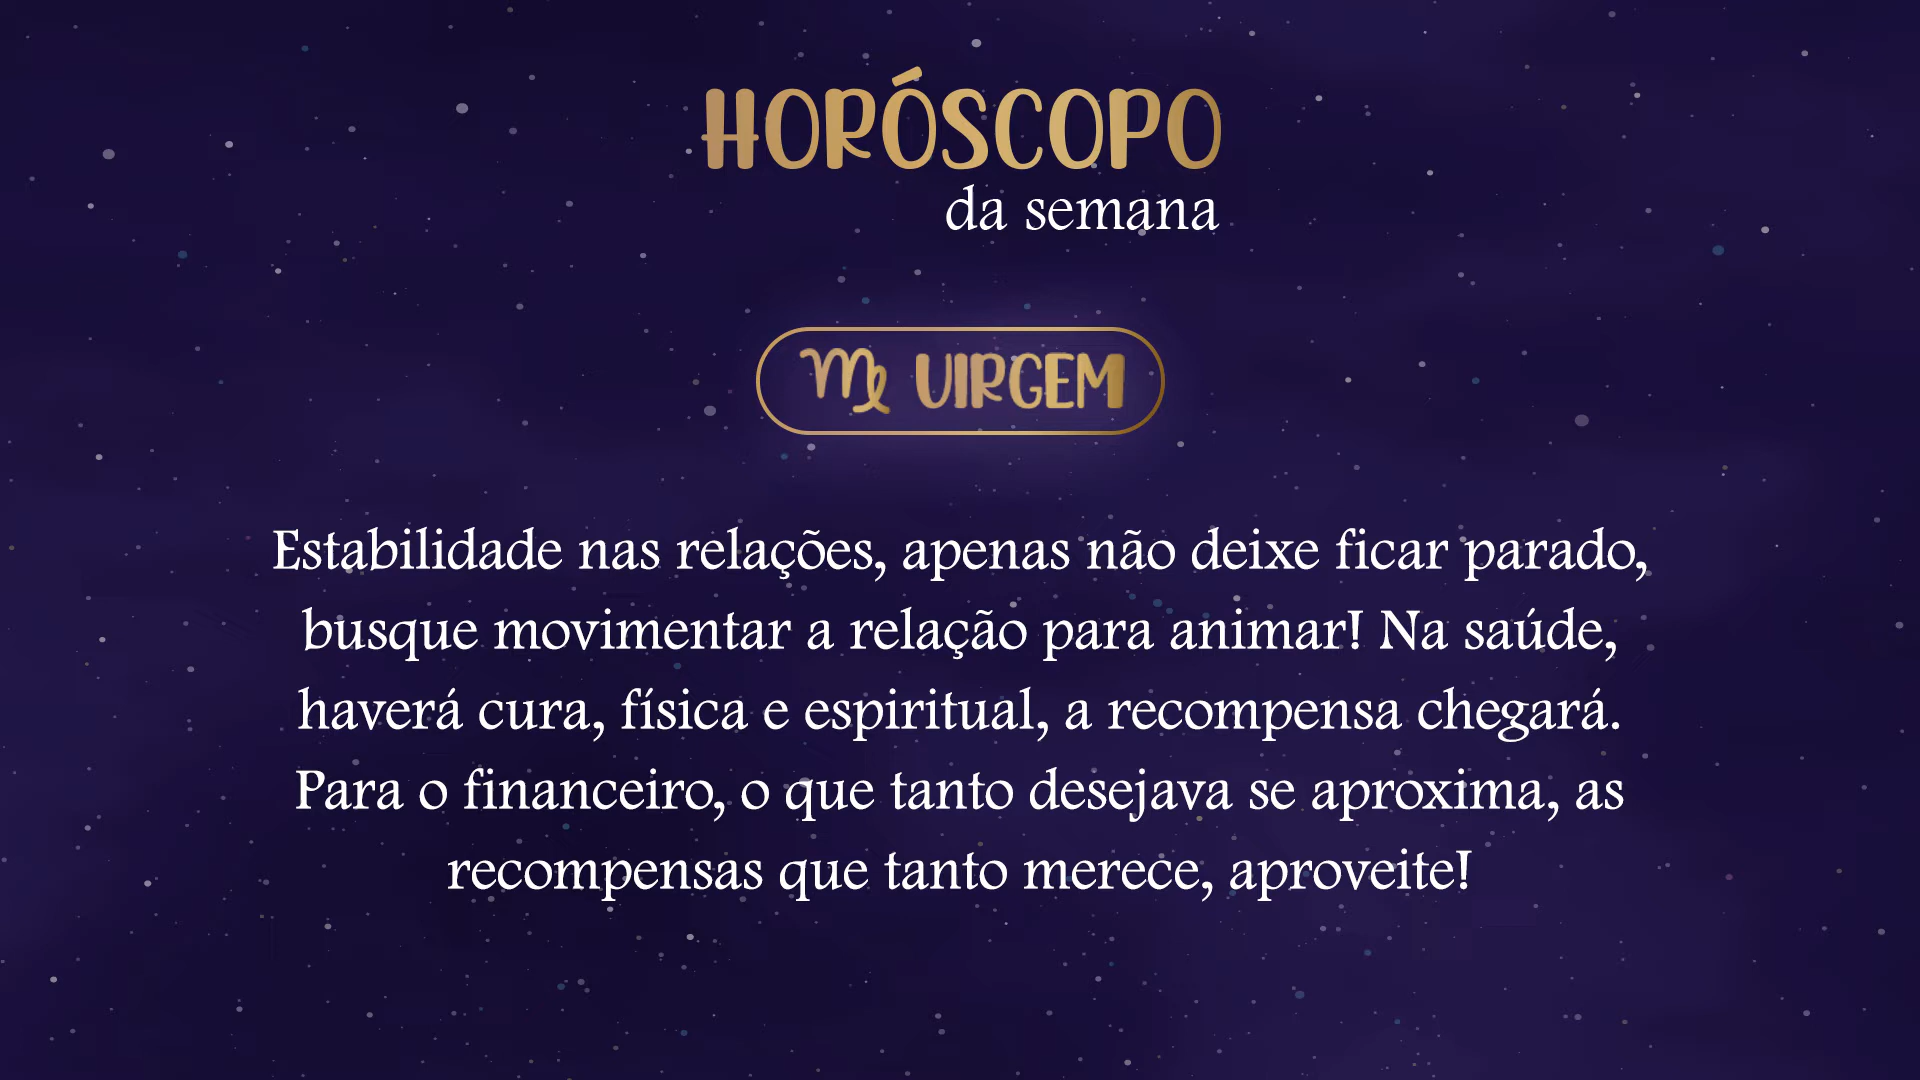 HORÓSCOPO
da semana
♍ VIRGEM
Estabilidade nas relações, apenas não deixe ficar parado,
busque movimentar a relação para animar! Na saúde,
haverá cura, física e espiritual, a recompensa chegará.
Para o financeiro, o que tanto desejava se aproxima, as
recompensas que tanto merece, aproveite!